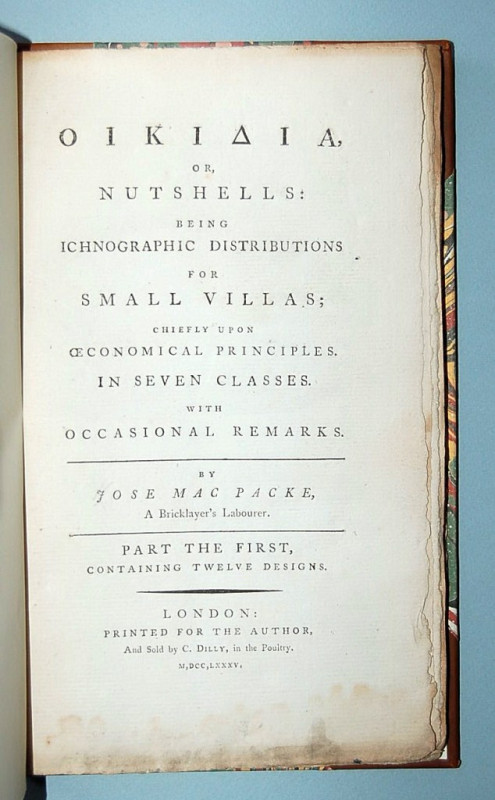 ΟΙΚΙΔΙΑ,
OR,
NUTSHELLS:
BEING
ICHNOGRAPHIC DISTRIBUTIONS
FOR
SMALL VILLAS;
CHIEFLY UPON
ŒCONOMICAL PRINCIPLES.
IN SEVEN CLASSES.
WITH
OCCASIONAL REMARKS.
BY
JOSE MAC PACKE,
A Bricklayer's Labourer.
PART THE FIRST,
CONTAINING TWELVE DESIGNS.
LONDON:
PRINTED FOR THE AUTHOR,
And Sold by C. DILLY, in the Poultry.
M,DCC,LXXXV.